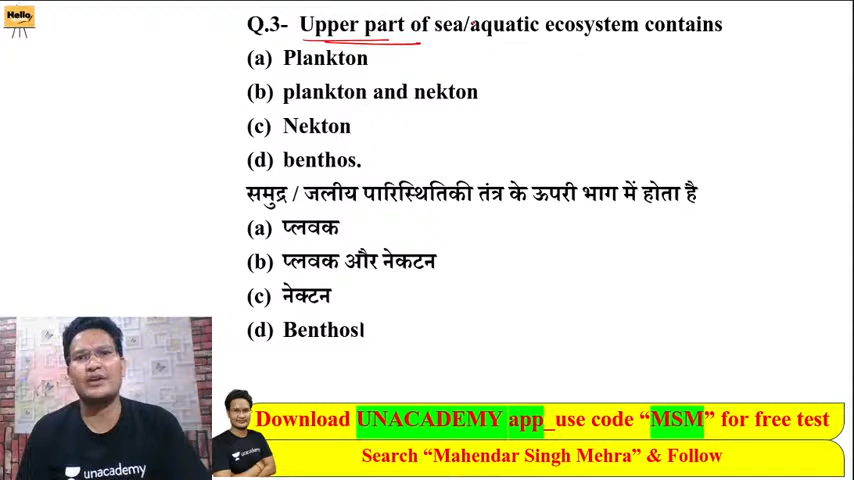 Hello
Q.3- Upper part of sea/aquatic ecosystem contains
(a) Plankton
(b) plankton and nekton
(c) Nekton
(d) benthos.
समुद्र / जलीय पारिस्थितिकी तंत्र के ऊपरी भाग में होता है
(a) प्लवक
(b) प्लवक और नेकटन
(c) नेक्टन
(d) Benthos।
unacademy
unacademy
Download UNACADEMY app_use code “MSM” for free test
Search “Mahendar Singh Mehra” & Follow